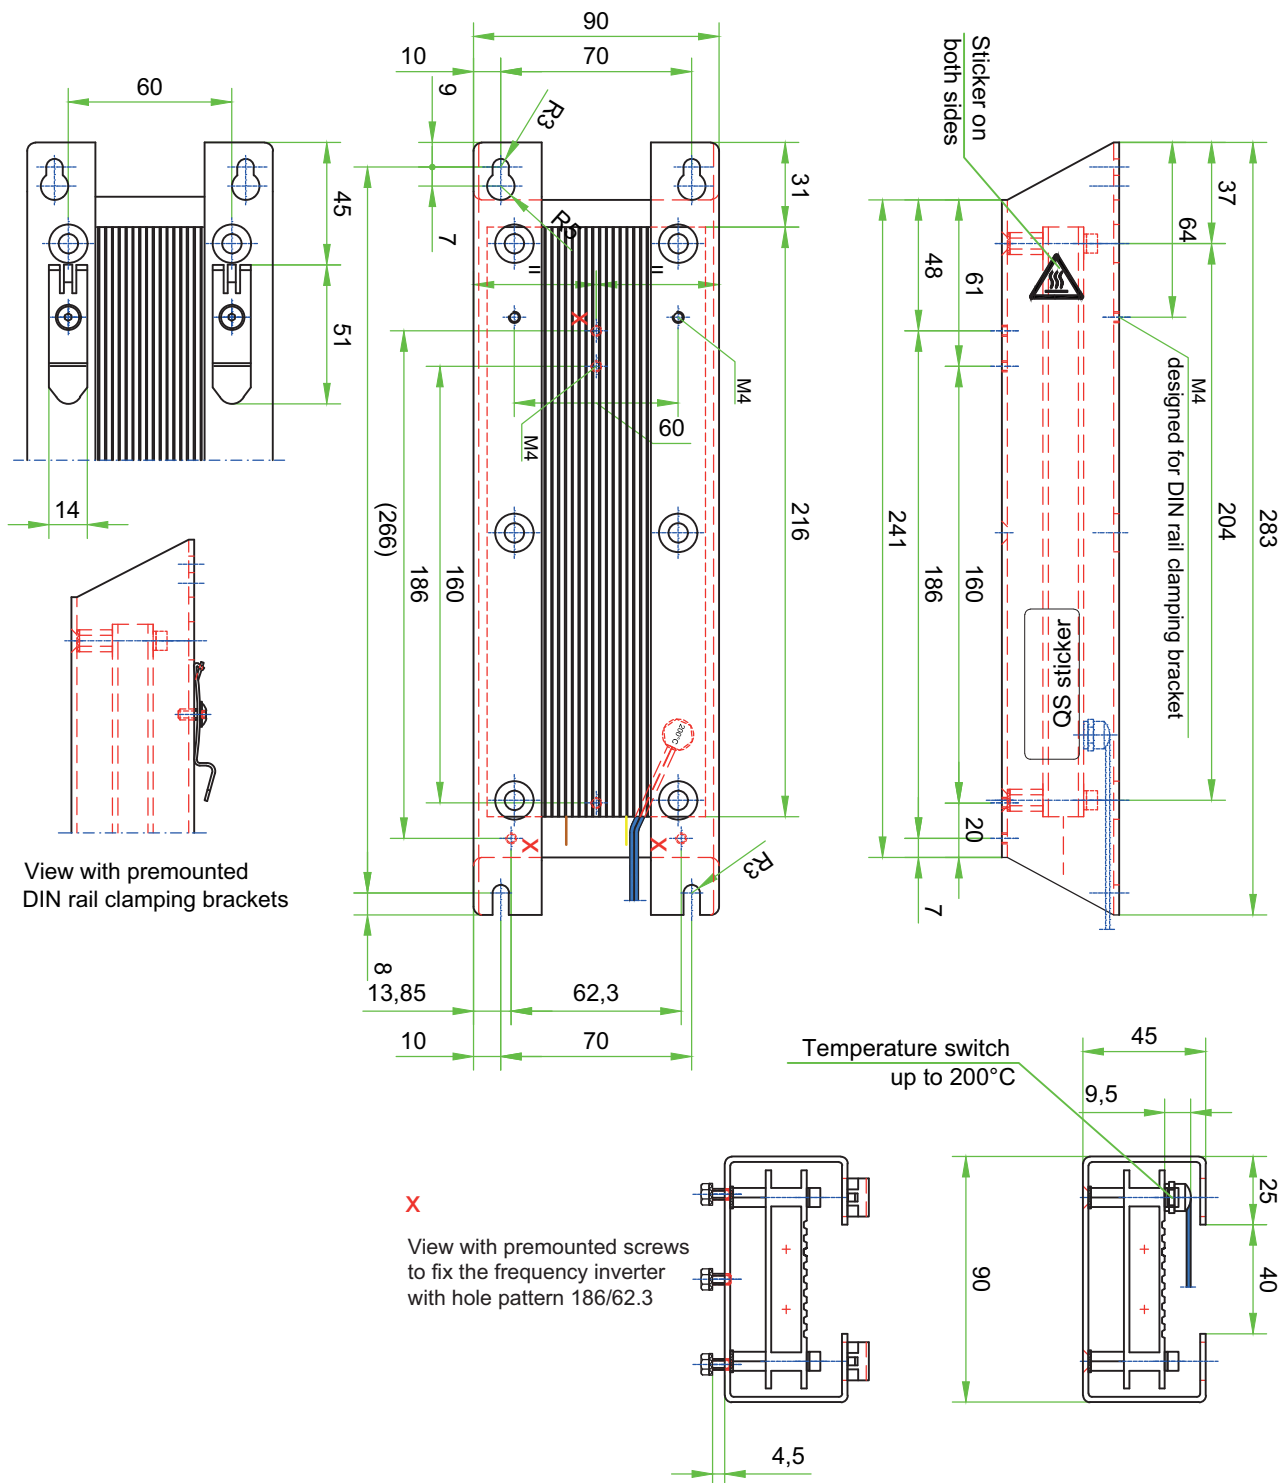 90
10
70
9
R3
7
R5
31
60
45
51
14
=
=
x
M4
60
M4
(266)
186
160
216
200°C
x
x
R3
8
13,85
62,3
10
70
Sticker on
both sides
37
64
48
61
M4
designed for DIN rail clamping bracket
241
186
160
204
283
QS sticker
20
7
View with premounted
DIN rail clamping brackets
Temperature switch
up to 200°C
45
9,5
25
40
90
x
View with premounted screws
to fix the frequency inverter
with hole pattern 186/62.3
4,5